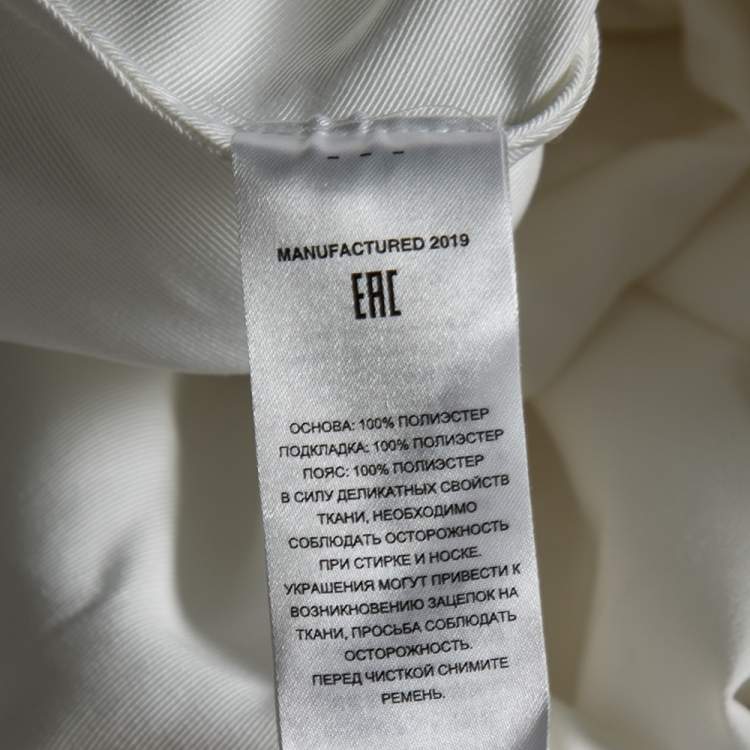 MANUFACTURED 2019
EAC
ОСНОВА: 100% ПОЛИЭСТЕР
ПОДКЛАДКА: 100% ПОЛИЭСТЕР
ПОЯС: 100% ПОЛИЭСТЕР
В СИЛУ ДЕЛИКАТНЫХ СВОЙСТВ
ТКАНИ, НЕОБХОДИМО
СОБЛЮДАТЬ ОСТОРОЖНОСТЬ
ПРИ СТИРКЕ И НОСКЕ.
УКРАШЕНИЯ МОГУТ ПРИВЕСТИ К
ВОЗНИКНОВЕНИЮ ЗАЦЕПОК НА
ТКАНИ, ПРОСЬБА СОБЛЮДАТЬ
ОСТОРОЖНОСТЬ.
ПЕРЕД ЧИСТКОЙ СНИМИТЕ
РЕМЕНЬ.